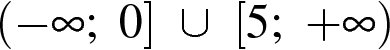 (−∞; 0] ∪ [5; +∞)